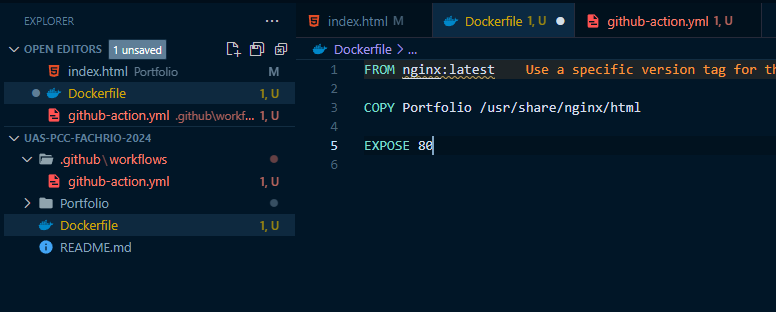 EXPLORER ...
OPEN EDITORS 1 unsaved
index.html Portfolio M
Dockerfile 1, U
github-action.yml .github\workf... 1, U
UAS-PCC-FACHRIO-2024
.github\workflows
github-action.yml 1, U
Portfolio
Dockerfile 1, U
README.md
index.html M
Dockerfile 1, U
github-action.yml 1, U
Dockerfile > ...
1 FROM nginx:latest Use a specific version tag for th
2
3 COPY Portfolio /usr/share/nginx/html
4
5 EXPOSE 80
6